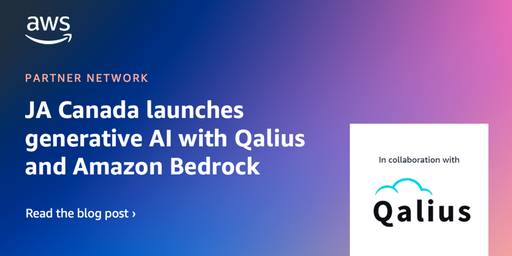 aws
PARTNER NETWORK
JA Canada launches
generative AI with Qalius
and Amazon Bedrock
Read the blog post ›
In collaboration with
Qalius